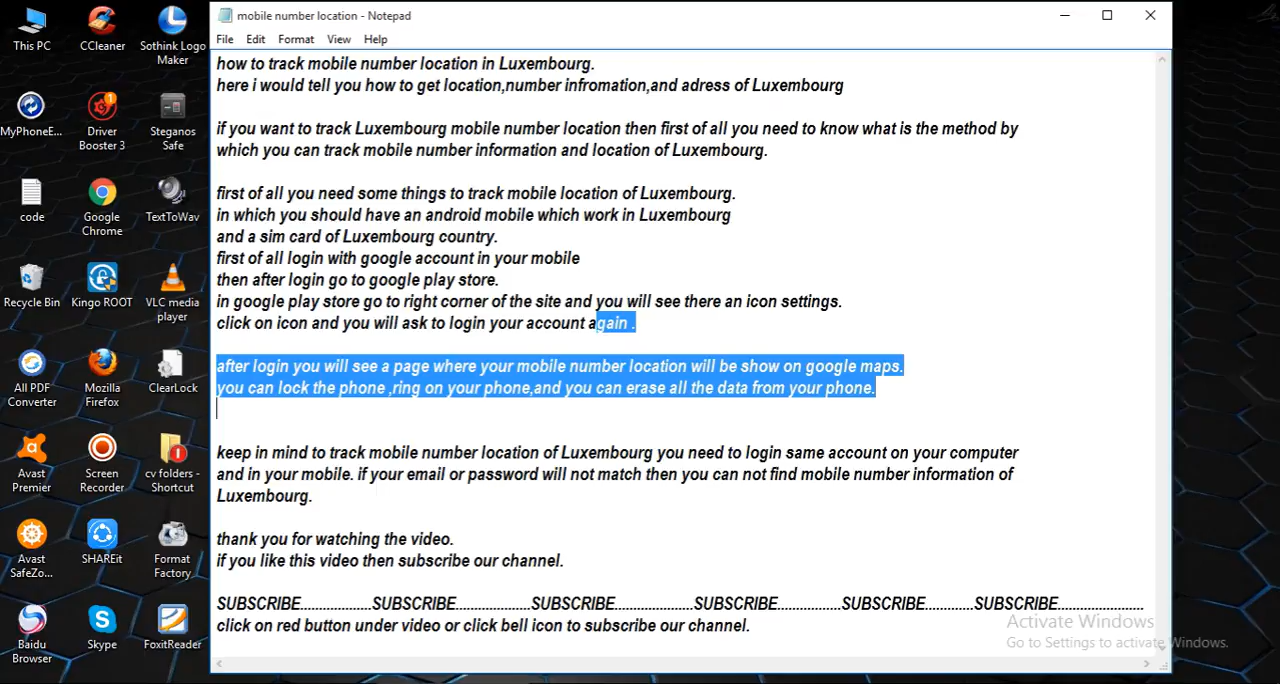 mobile number location - Notepad
File Edit Format View Help
how to track mobile number location in Luxembourg.
here i would tell you how to get location,number infromation,and adress of Luxembourg
if you want to track Luxembourg mobile number location then first of all you need to know what is the method by
which you can track mobile number information and location of Luxembourg.
first of all you need some things to track mobile location of Luxembourg.
in which you should have an android mobile which work in Luxembourg
and a sim card of Luxembourg country.
first of all login with google account in your mobile
then after login go to google play store.
in google play store go to right corner of the site and you will see there an icon settings.
click on icon and you will ask to login your account again .
after login you will see a page where your mobile number location will be show on google maps.
you can lock the phone ,ring on your phone,and you can erase all the data from your phone.
keep in mind to track mobile number location of Luxembourg you need to login same account on your computer
and in your mobile. if your email or password will not match then you can not find mobile number information of
Luxembourg.
thank you for watching the video.
if you like this video then subscribe our channel.
SUBSCRIBE..................SUBSCRIBE...................SUBSCRIBE....................SUBSCRIBE................SUBSCRIBE............SUBSCRIBE......................
click on red button under video or click bell icon to subscribe our channel.
Activate Windows
Go to Settings to activate Windows.
This PC
CCleaner
Sothink Logo
Maker
MyPhoneE...
Driver
Booster 3
1
Steganos
Safe
code
Google
Chrome
TextToWav
Recycle Bin
Kingo ROOT
VLC media
player
All PDF
Converter
Mozilla
Firefox
ClearLock
Avast
Premier
Screen
Recorder
cv folders -
Shortcut
Avast
SafeZo...
SHAREit
Format
Factory
Baidu
Browser
Skype
FoxitReader